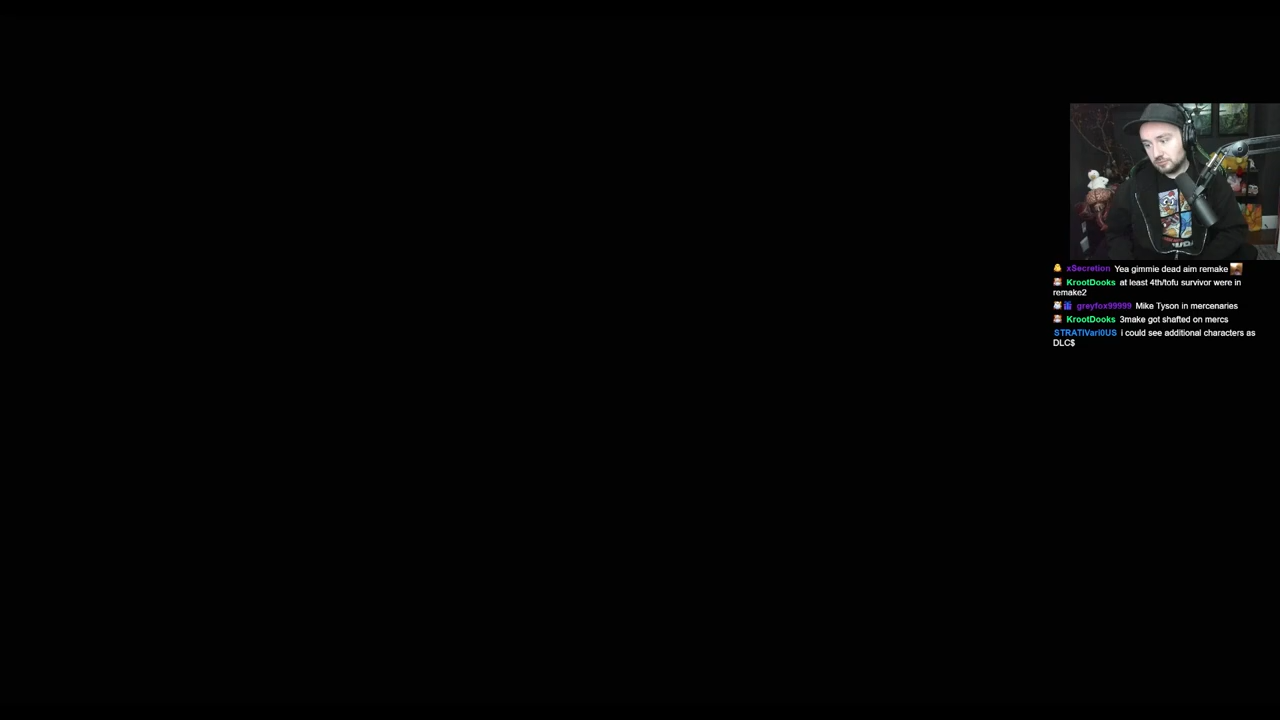 xSecretion Yea gimmie dead aim remake
KrootDooks at least 4th/tofu survivor were in
remake2
greyfox99999 Mike Tyson in mercenaries
KrootDooks 3make got shafted on mercs
STRATIVari0US i could see additional characters as
DLC$